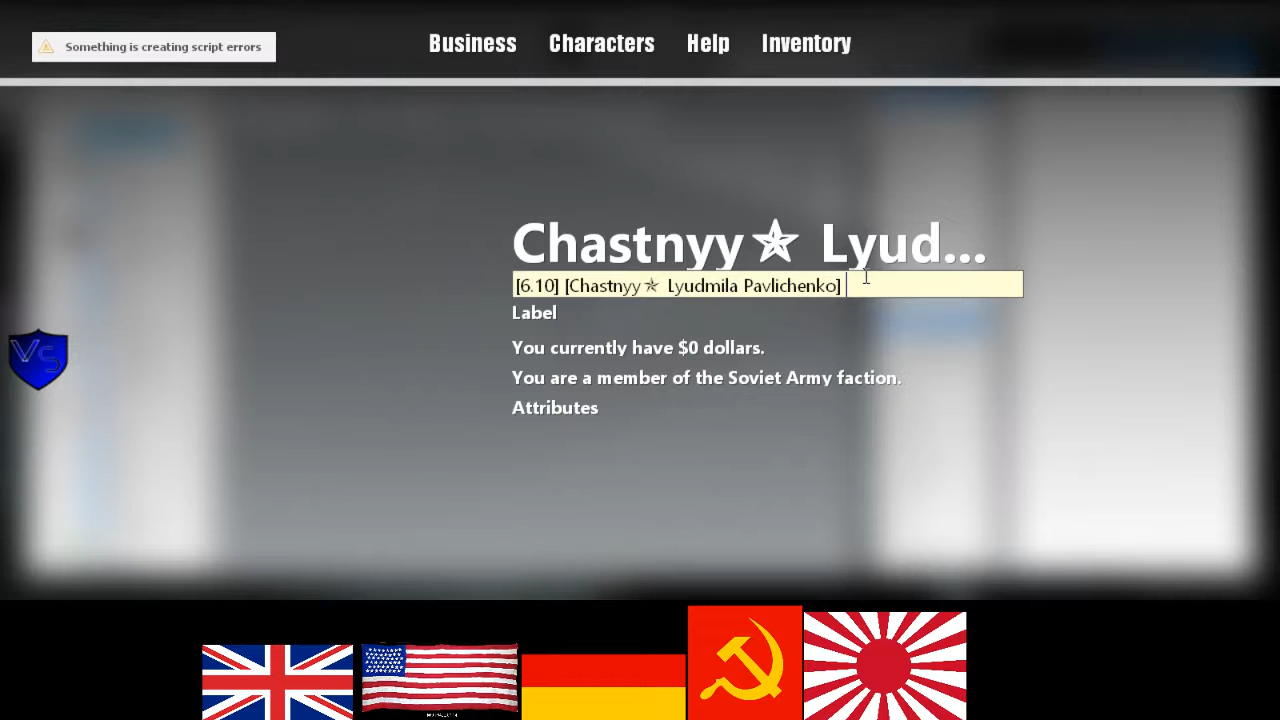 Something is creating script errors
Business Characters Help Inventory
Chastnyy✯ Lyud...
[6.10] [Chastnyy✯ Lyudmila Pavlichenko]
Label
You currently have $0 dollars.
You are a member of the Soviet Army faction.
Attributes
VS